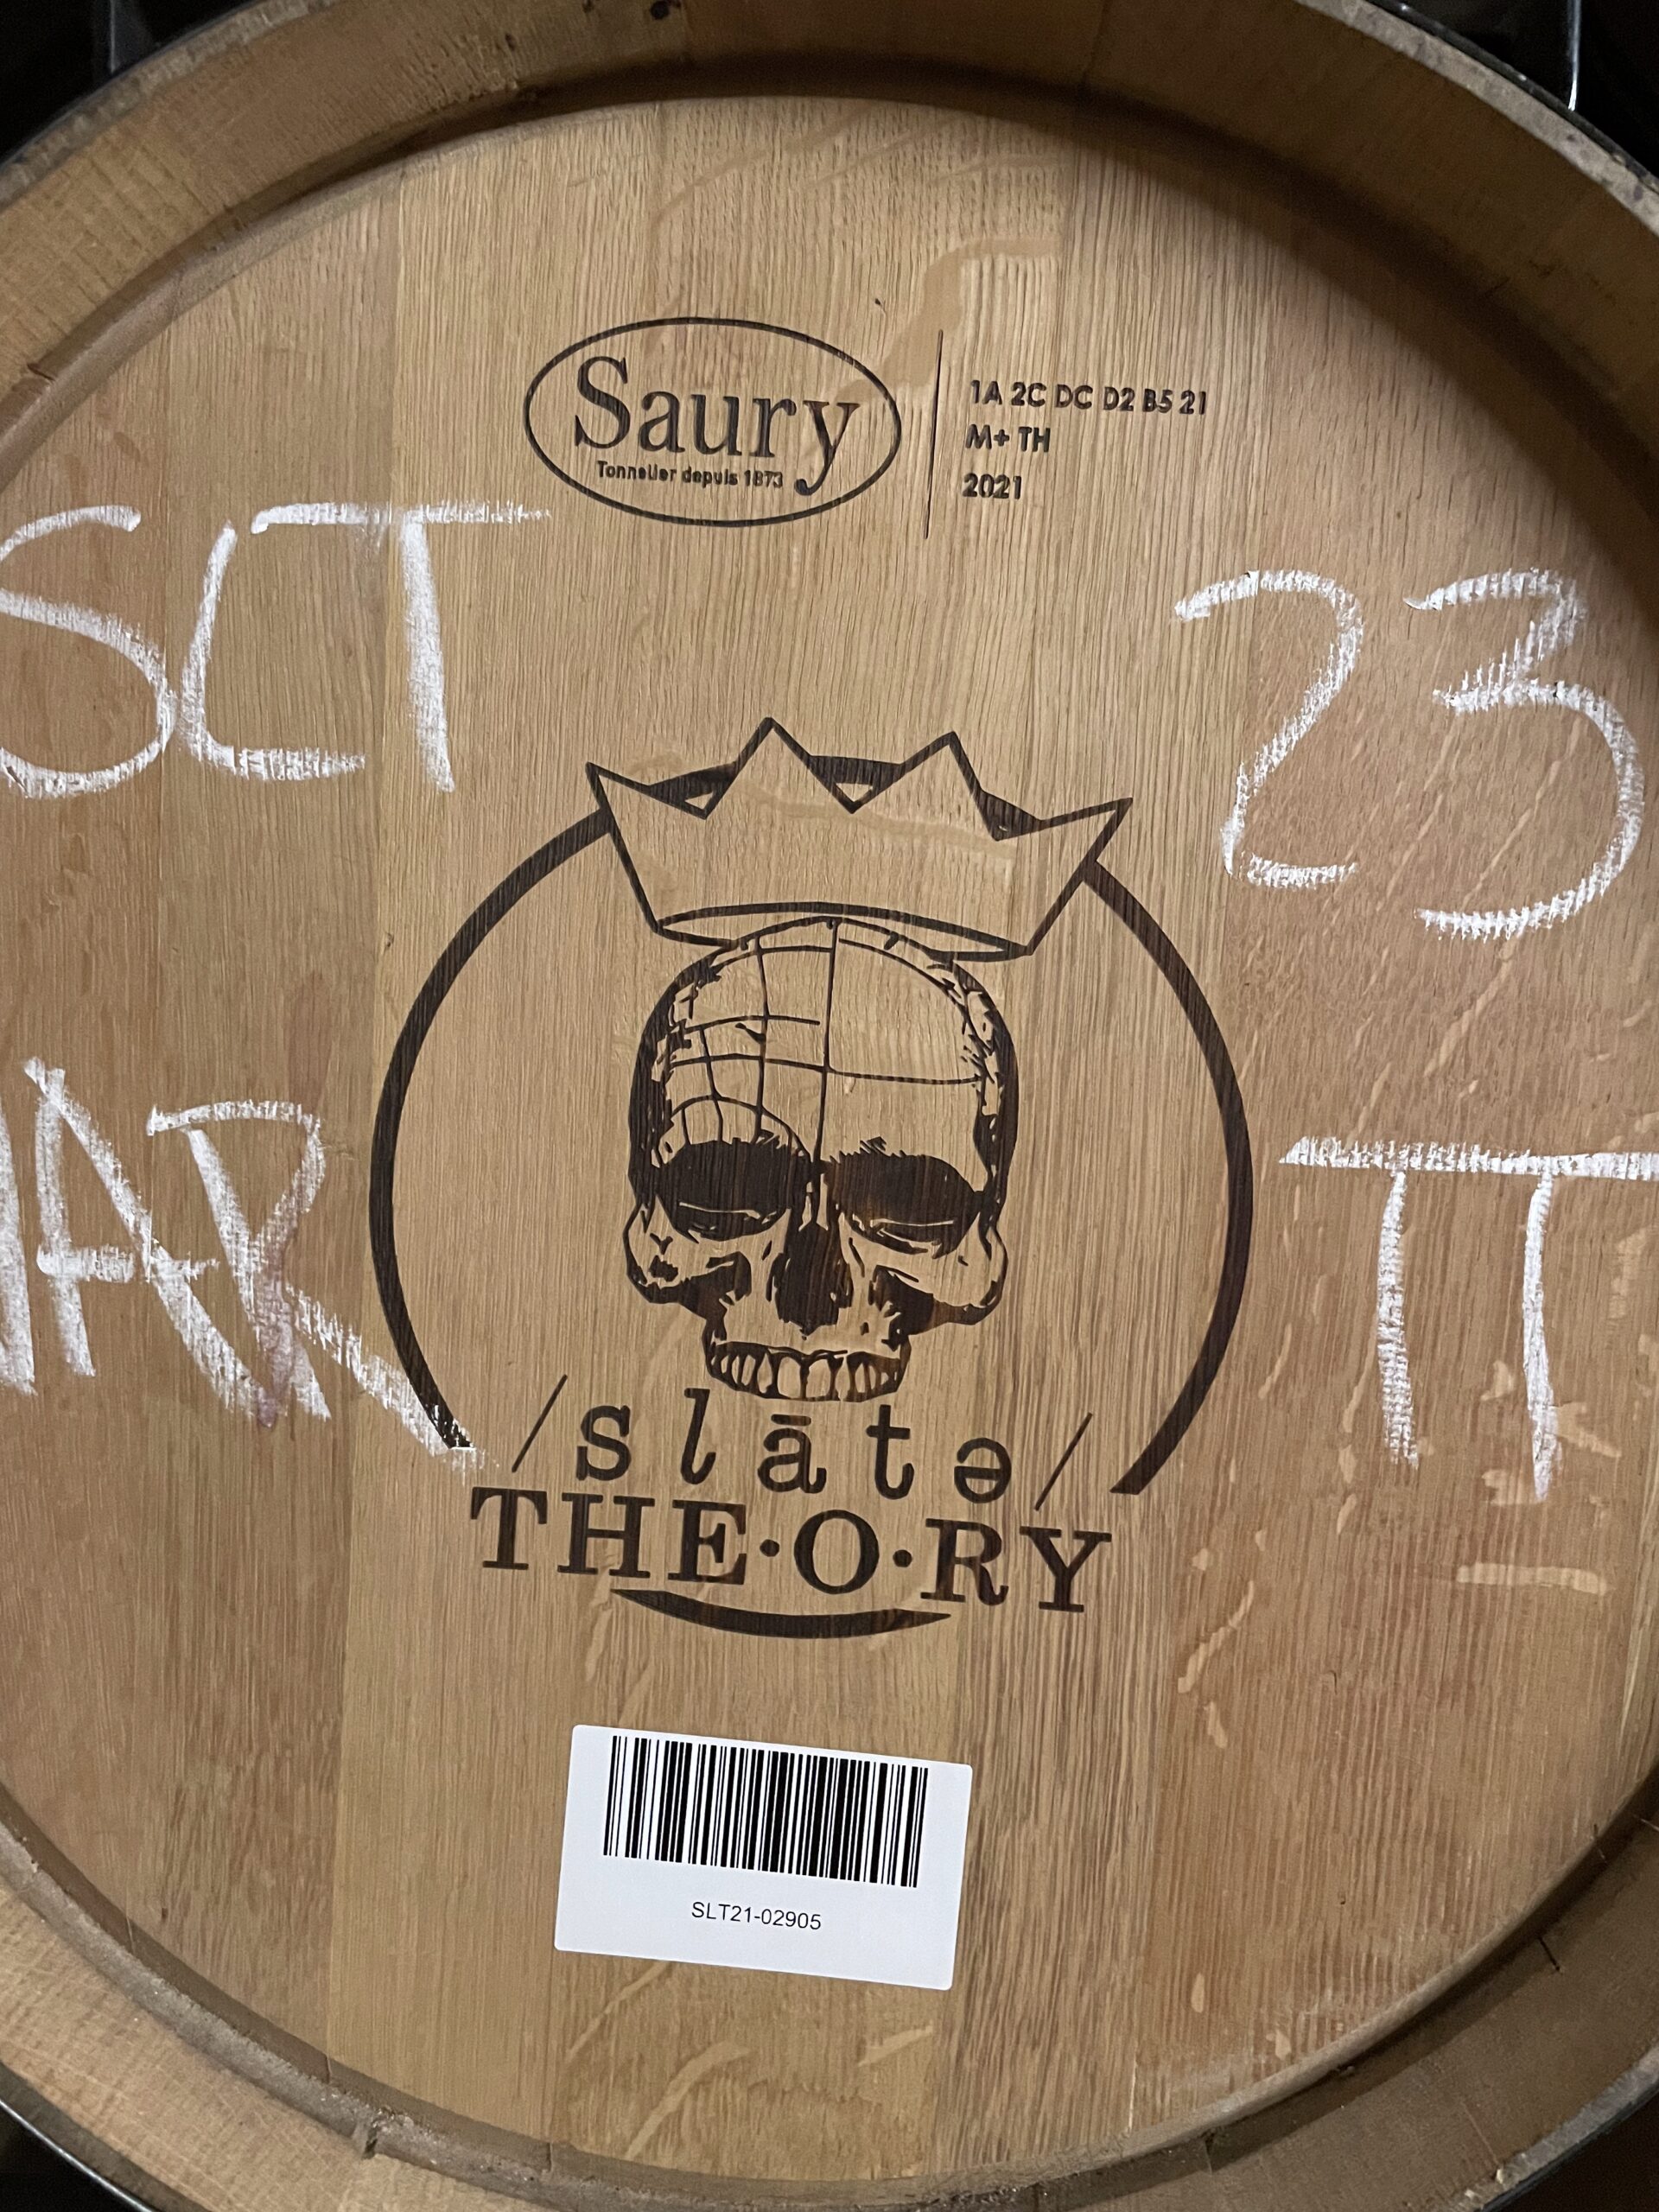 Saury
Tonnelier depuis 1873
1A 2C DC D2 B5 21
M+ TH
2021
SLT 23
TT
/slātə/
THE·O·RY
SLT21-02905